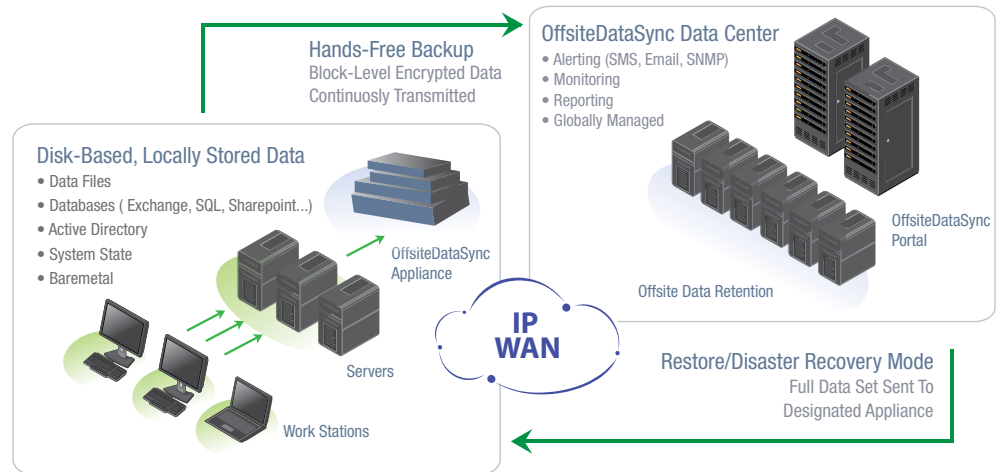 Hands-Free Backup
Block-Level Encrypted Data
Continuosly Transmitted
OffsiteDataSync Data Center
• Alerting (SMS, Email, SNMP)
• Monitoring
• Reporting
• Globally Managed
OffsiteDataSync
Portal
Offsite Data Retention
Disk-Based, Locally Stored Data
• Data Files
• Databases ( Exchange, SQL, Sharepoint...)
• Active Directory
• System State
• Baremetal
OffsiteDataSync
Appliance
Servers
Work Stations
IP
WAN
Restore/Disaster Recovery Mode
Full Data Set Sent To
Designated Appliance